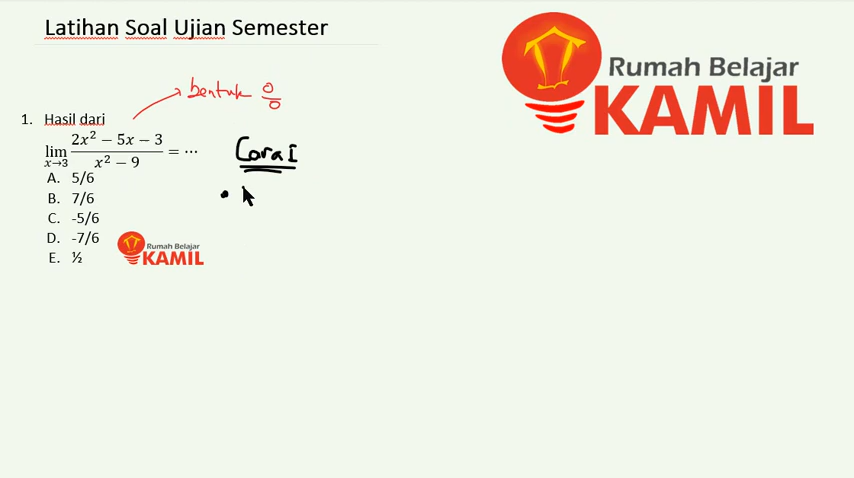 Latihan Soal Ujian Semester
Rumah Belajar
KAMIL
bentuk 0/0
1. Hasil dari
lim x→3 (2x² − 5x − 3)/(x² − 9) = ⋯
Cara I
A. 5/6
B. 7/6
C. -5/6
D. -7/6
E. ½
Rumah Belajar
KAMIL